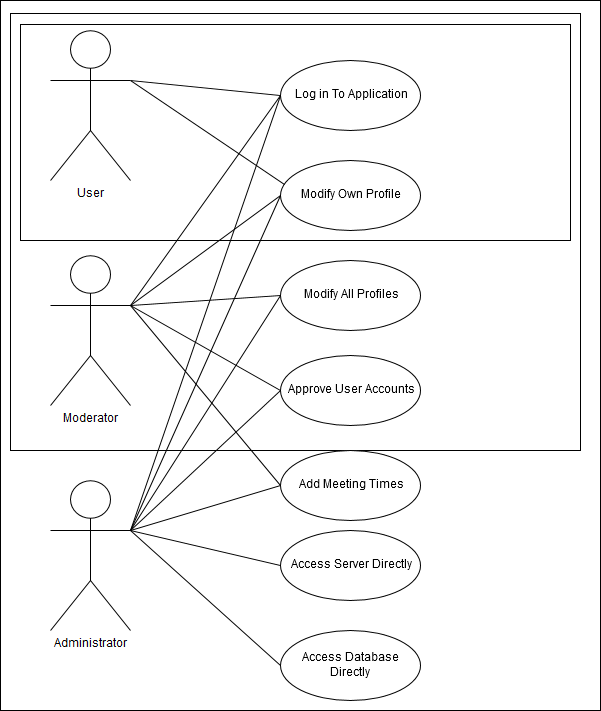 Log in To Application
User
Modify Own Profile
Modify All Profiles
Moderator
Approve User Accounts
Add Meeting Times
Access Server Directly
Administrator
Access Database
Directly